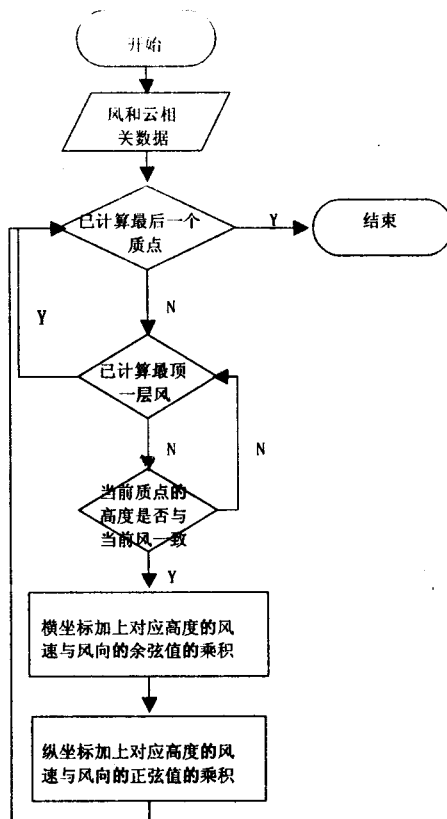 开始
风和云相
关数据
已计算最后一个
质点
Y
结束
N
Y
已计算最顶
一层风
N
N
当前质点的
高度是否与
当前风一致
Y
横坐标加上对应高度的风
速与风向的余弦值的乘积
纵坐标加上对应高度的风
速与风向的正弦值的乘积